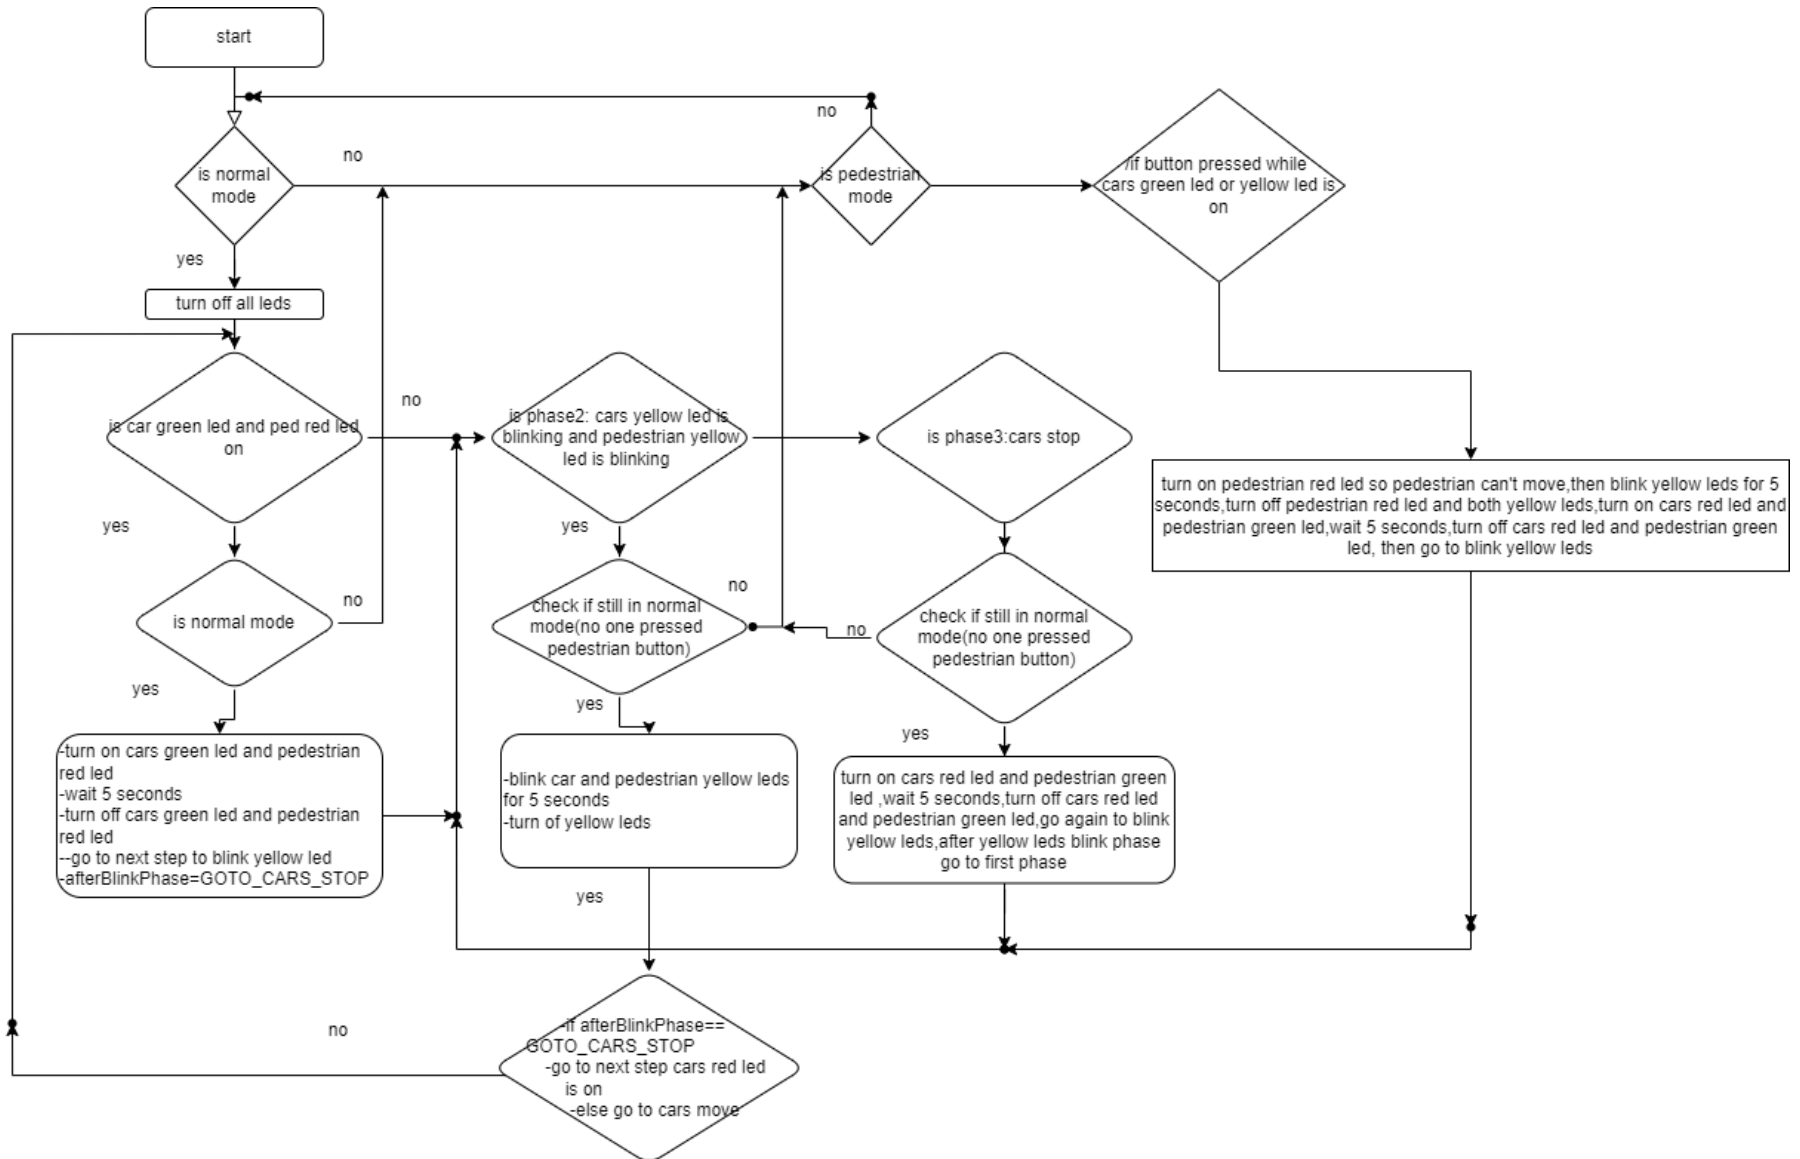 start
no
no
is normal
mode
is pedestrian
mode
/if button pressed while
cars green led or yellow led is
on
yes
turn off all leds
no
is car green led and ped red led
on
is phase2: cars yellow led is
blinking and pedestrian yellow
led is blinking
is phase3:cars stop
turn on pedestrian red led so pedestrian can't move,then blink yellow leds for 5
seconds,turn off pedestrian red led and both yellow leds,turn on cars red led and
pedestrian green led,wait 5 seconds,turn off cars red led and pedestrian green
led, then go to blink yellow leds
yes
yes
no
is normal mode
no
check if still in normal
mode(no one pressed
pedestrian button)
no
check if still in normal
mode(no one pressed
pedestrian button)
yes
yes
yes
-turn on cars green led and pedestrian
red led
-wait 5 seconds
-turn off cars green led and pedestrian
red led
--go to next step to blink yellow led
-afterBlinkPhase=GOTO_CARS_STOP
-blink car and pedestrian yellow leds
for 5 seconds
-turn of yellow leds
turn on cars red led and pedestrian green
led ,wait 5 seconds,turn off cars red led
and pedestrian green led,go again to blink
yellow leds,after yellow leds blink phase
go to first phase
yes
no
-if afterBlinkPhase==
GOTO_CARS_STOP
-go to next step cars red led
is on
-else go to cars move